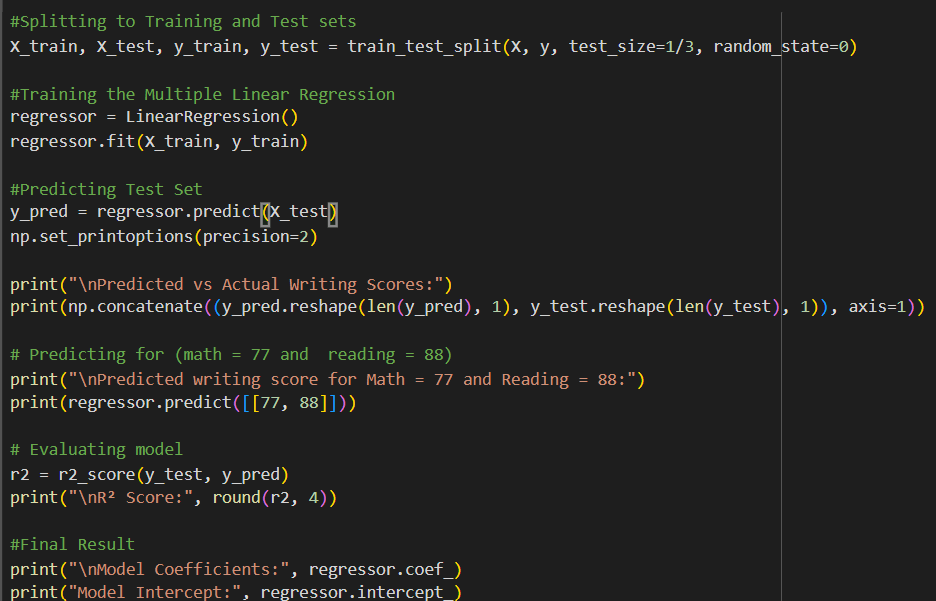 #Splitting to Training and Test sets
X_train, X_test, y_train, y_test = train_test_split(X, y, test_size=1/3, random_state=0)
#Training the Multiple Linear Regression
regressor = LinearRegression()
regressor.fit(X_train, y_train)
#Predicting Test Set
y_pred = regressor.predict(X_test)
np.set_printoptions(precision=2)
print("\nPredicted vs Actual Writing Scores:")
print(np.concatenate((y_pred.reshape(len(y_pred), 1), y_test.reshape(len(y_test), 1)), axis=1))
# Predicting for (math = 77 and  reading = 88)
print("\nPredicted writing score for Math = 77 and Reading = 88:")
print(regressor.predict([[77, 88]]))
# Evaluating model
r2 = r2_score(y_test, y_pred)
print("\nR² Score:", round(r2, 4))
#Final Result
print("\nModel Coefficients:", regressor.coef_)
print("Model Intercept:", regressor.intercept_)